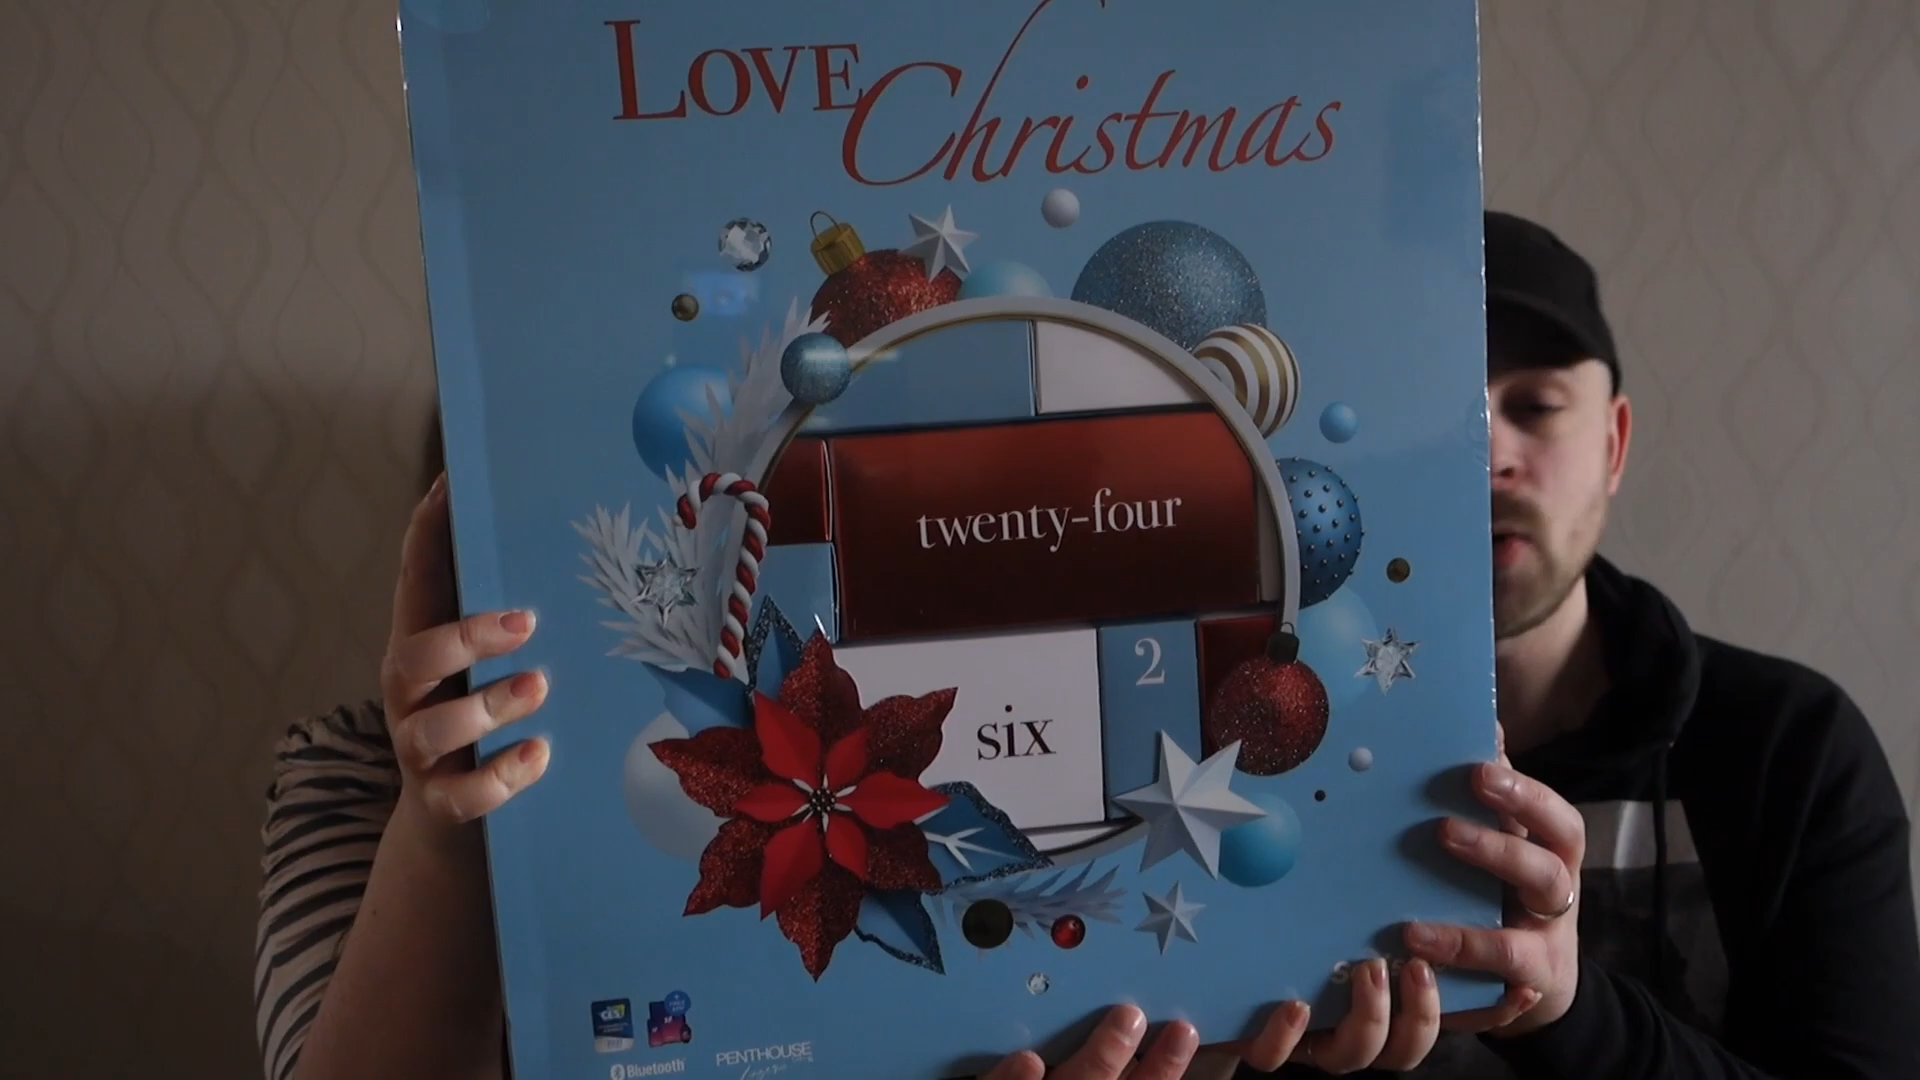 LOVE
Christmas
twenty-four
2
six
Bluetooth
PENTHOUSE